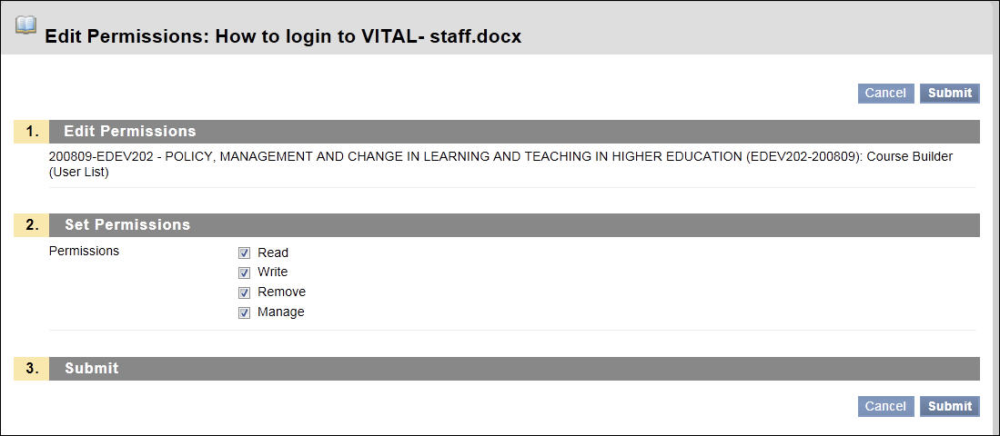 Edit Permissions: How to login to VITAL- staff.docx
Cancel Submit
1. Edit Permissions
200809-EDEV202 - POLICY, MANAGEMENT AND CHANGE IN LEARNING AND TEACHING IN HIGHER EDUCATION (EDEV202-200809): Course Builder
(User List)
2. Set Permissions
Permissions Read
Write
Remove
Manage
3. Submit
Cancel Submit